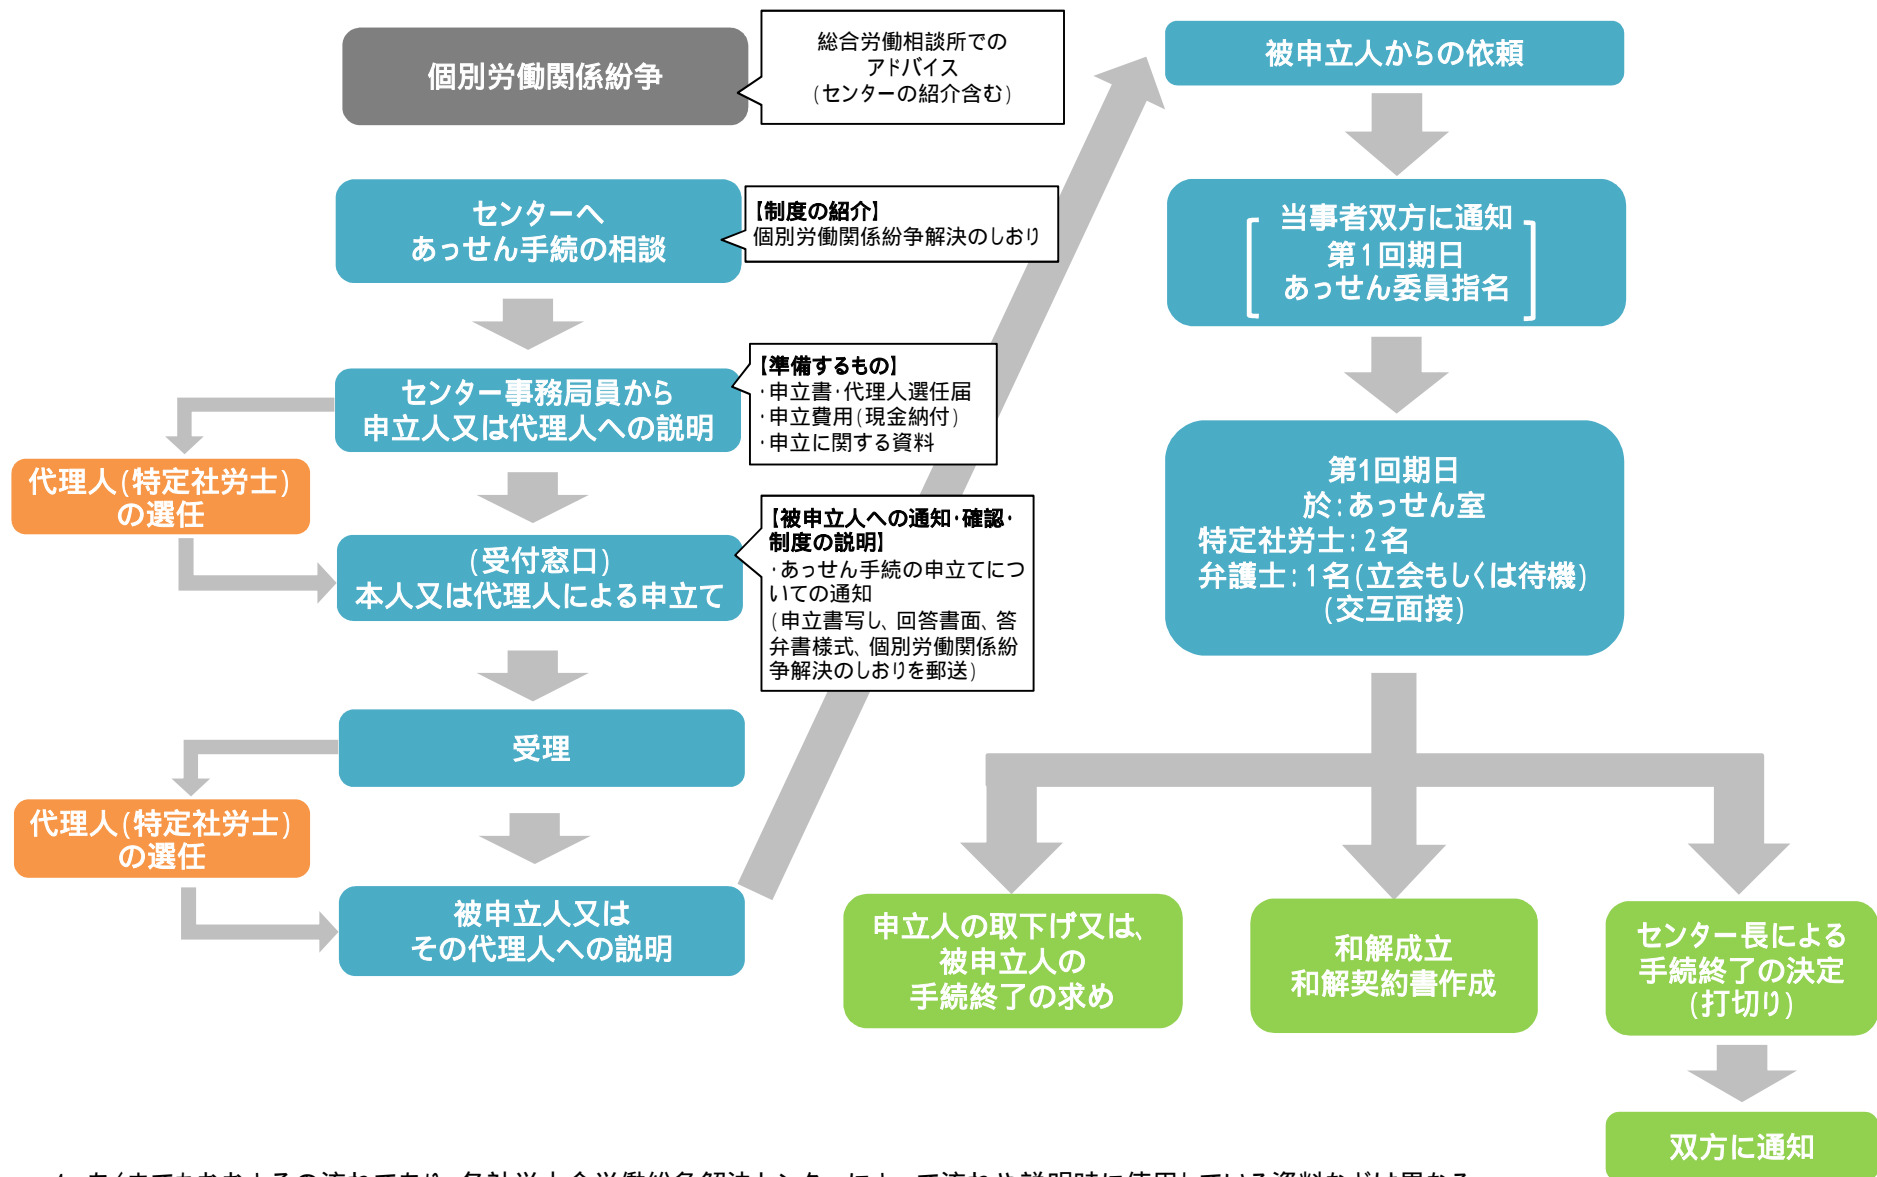 個別労働関係紛争
総合労働相談所での
アドバイス
(センターの紹介含む)
センターへ
あっせん手続の相談
【制度の紹介】
個別労働関係紛争解決のしおり
センター事務局員から
申立人又は代理人への説明
【準備するもの】
・申立書・代理人選任届
・申立費用(現金納付)
・申立に関する資料
代理人(特定社労士)
の選任
(受付窓口)
本人又は代理人による申立て
【被申立人への通知・確認・
制度の説明】
・あっせん手続の申立てにつ
いての通知
(申立書写し、回答書面、答
弁書様式、個別労働関係紛
争解決のしおりを郵送)
受理
代理人(特定社労士)
の選任
被申立人又は
その代理人への説明
被申立人からの依頼
当事者双方に通知
第1回期日
あっせん委員指名
第1回期日
於:あっせん室
特定社労士:2名
弁護士:1名(立会もしくは待機)
(交互面接)
申立人の取下げ又は、
被申立人の
手続終了の求め
和解成立
和解契約書作成
センター長による
手続終了の決定
(打切り)
双方に通知